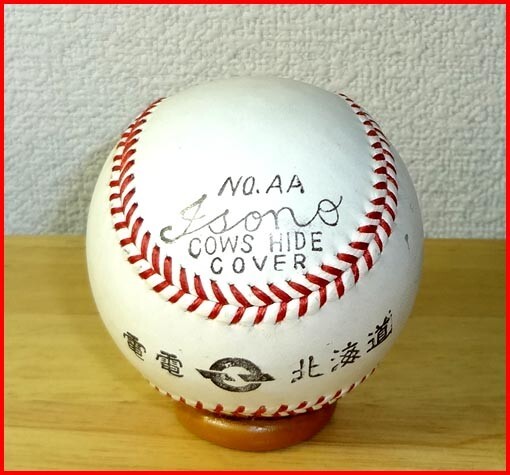 NO.AA
Isono
COWS HIDE
COVER
電電 北海道